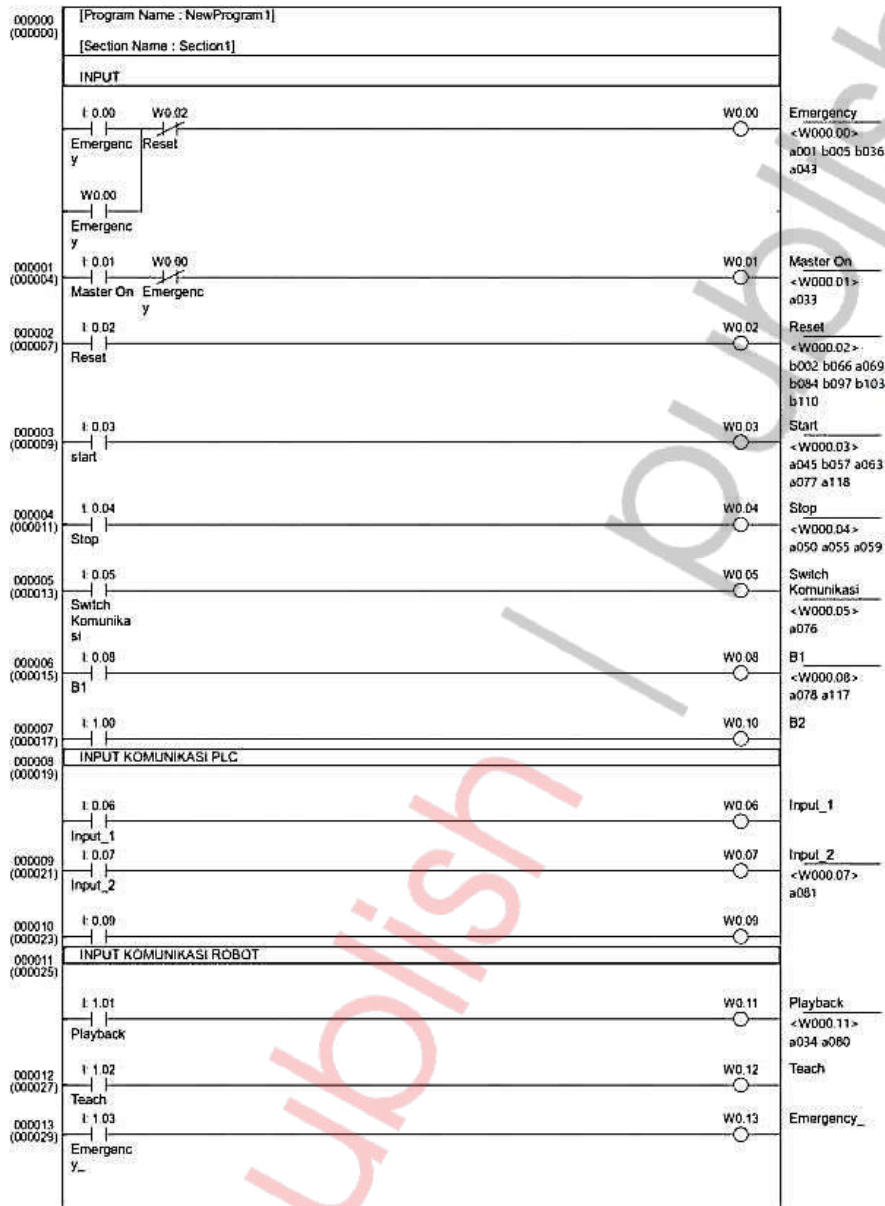 000000
(000000)
[Program Name : NewProgram1]
[Section Name : Section1]
INPUT
I: 0.00 W0.02 W0.00 Emergency
Emergenc Reset <W000.00>
y a001 b005 b036
a043
W0.00
Emergenc
y
000001
(000004)
I: 0.01 W0.00 W0.01 Master On
Master On Emergenc <W000.01>
y a033
000002
(000007)
I: 0.02 W0.02 Reset
Reset <W000.02>
b002 b066 a069
b084 b097 b103
b110
000003
(000009)
I: 0.03 W0.03 Start
start <W000.03>
a045 b057 a063
a077 a118
000004
(000011)
I: 0.04 W0.04 Stop
Stop <W000.04>
a050 a055 a059
000005
(000013)
I: 0.05 W0.05 Switch
Komunikasi
Switch <W000.05>
Komunika a076
si
000006
(000015)
I: 0.08 W0.08 B1
B1 <W000.08>
a078 a117
000007
(000017)
I: 1.00 W0.10 B2
000008
(000019)
INPUT KOMUNIKASI PLC
I: 0.06 W0.06 Input_1
Input_1
000009
(000021)
I: 0.07 W0.07 Input_2
Input_2 <W000.07>
a081
000010
(000023)
I: 0.09 W0.09
000011
(000025)
INPUT KOMUNIKASI ROBOT
I: 1.01 W0.11 Playback
Playback <W000.11>
a034 a080
000012
(000027)
I: 1.02 W0.12 Teach
Teach
000013
(000029)
I: 1.03 W0.13 Emergency_
Emergenc
y_
| publish
ublish